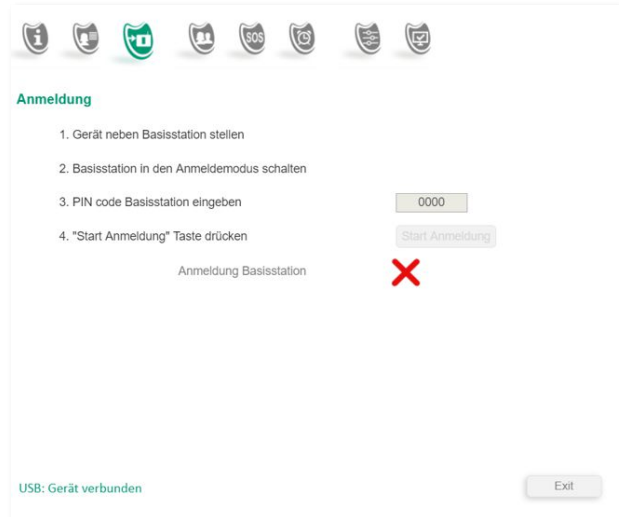 SOS
Anmeldung
1. Gerät neben Basisstation stellen
2. Basisstation in den Anmeldemodus schalten
3. PIN code Basisstation eingeben 0000
4. "Start Anmeldung" Taste drücken Start Anmeldung
Anmeldung Basisstation
USB: Gerät verbunden Exit